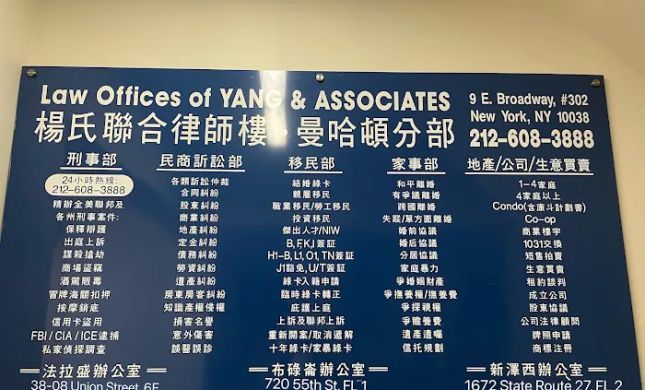 Law Offices of YANG & ASSOCIATES
楊氏聯合律師樓·曼哈頓分部
9 E. Broadway, #302
New York, NY 10038
212-608-3888
刑事部
24小時熱線:
212-608-3888
精辦全美聯邦及
各州刑事案件:
保釋辯護
出庭上訴
謀殺搶劫
商場盜竊
酒駕販毒
冒牌海關扣押
按摩銷底
信用卡盜用
FBI / CIA / ICE逮捕
私家偵探調查
民商訴訟部
各類訴訟仲裁
合同糾紛
股東糾紛
商業糾紛
地產糾紛
定金糾紛
債務糾紛
勞資糾紛
遺產糾紛
房東房客糾紛
知識產權侵權
損害名譽
意外傷害
誤醫誤診
移民部
結婚綠卡
親屬移民
職業移民/勞工移民
投資移民
傑出人才/NIW
B, F, K, J 簽証
H1-B, L1, O1, TN簽証
J1豁免, U/T簽証
綠卡入籍申請
臨時綠卡轉正
庇護上庭
上訴及聯邦上訴
重新開案/取消遞解
十年綠卡/家暴綠卡
家事部
和平離婚
有爭議離婚
跨國離婚
失蹤/單方面離婚
婚前協議
婚后協議
分居協議
家庭暴力
爭婚姻財產
爭撫養權/撫養費
爭探視權
爭贍養費
遺產遺囑
信托規劃
地產/公司/生意買賣
1-4家庭
4家庭以上
Condo(含康斗計劃書)
Co-op
商業樓宇
1031交換
短售拍賣
生意買賣
租約談判
成立公司
股東協議
公司法律顧問
牌照申請
商標注冊
法拉盛辦公室
38-08 Union Street, 6F
布碌崙辦公室
720 55th St. FL 1
新澤西辦公室
1672 State Route 27, FL 2